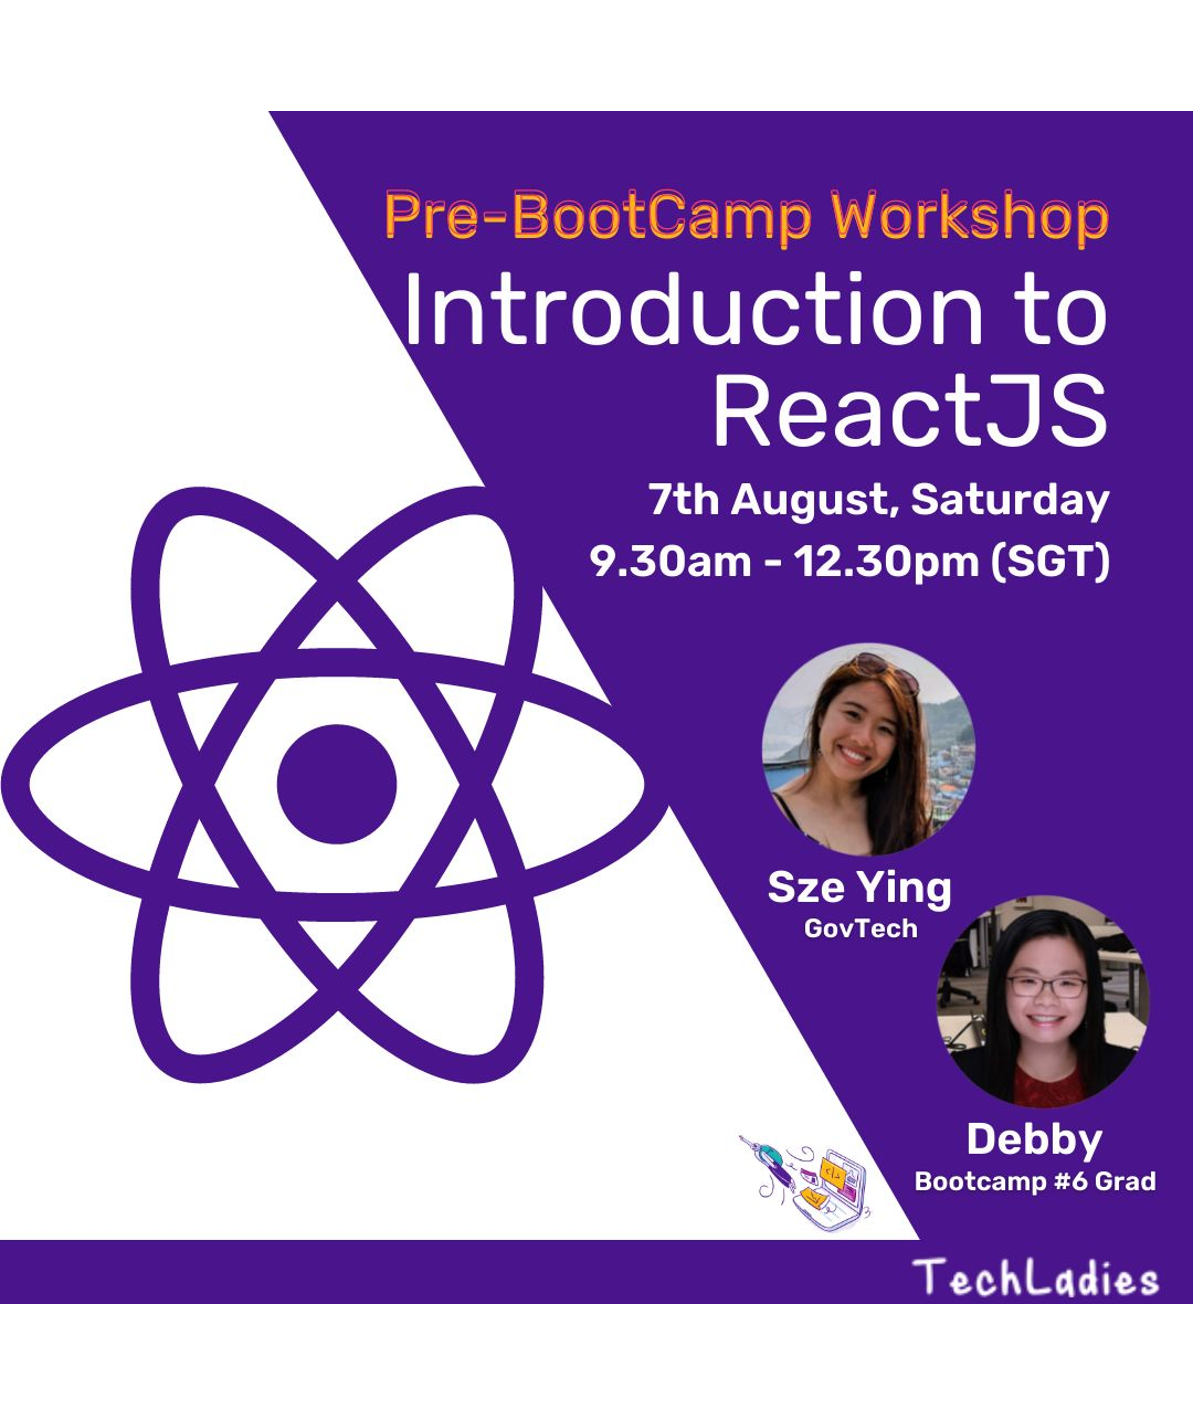 Pre-BootCamp Workshop
Introduction to
ReactJS
7th August, Saturday
9.30am - 12.30pm (SGT)
Sze Ying
GovTech
Debby
Bootcamp #6 Grad
TechLadies